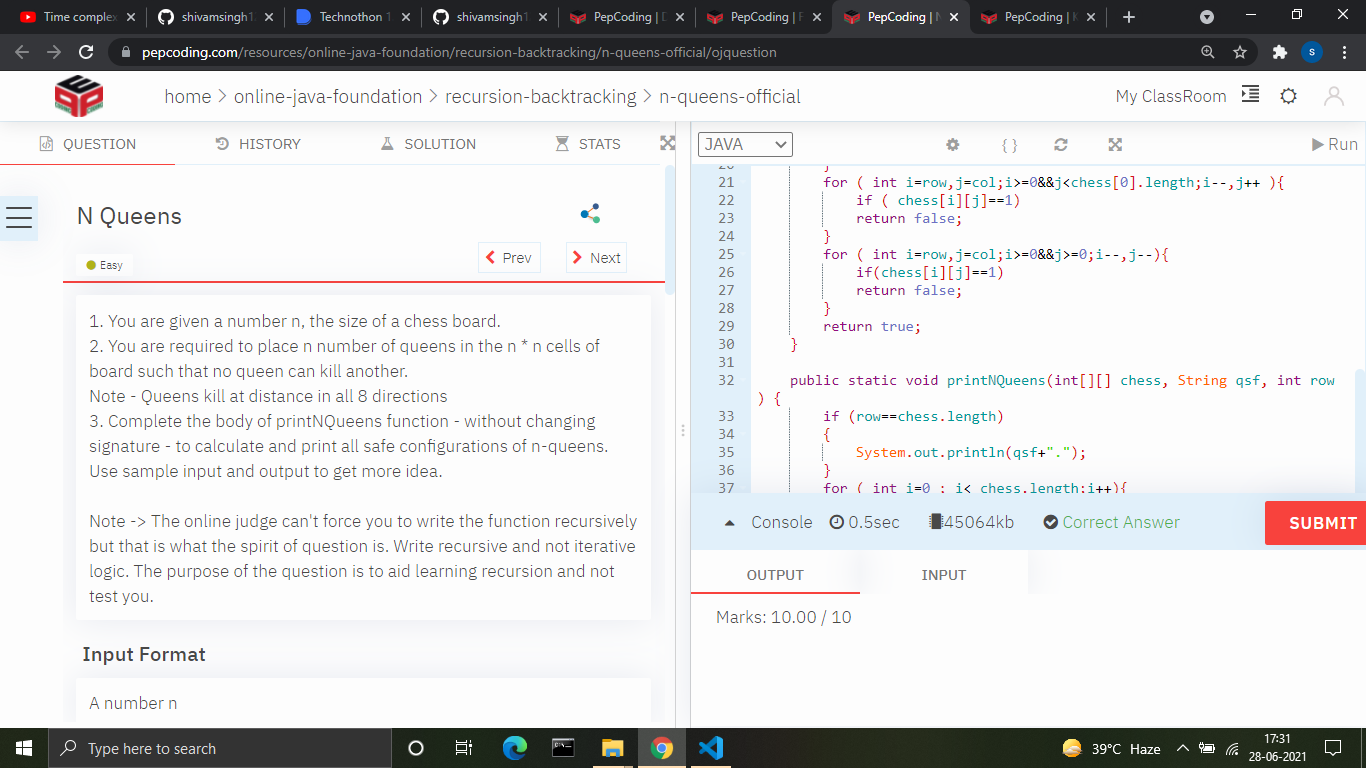 Time complex
shivamsingh1
Technothon 1
shivamsingh1
PepCoding | D
PepCoding | F
PepCoding | N
PepCoding | K
pepcoding.com/resources/online-java-foundation/recursion-backtracking/n-queens-official/ojquestion
s
home > online-java-foundation > recursion-backtracking > n-queens-official
My ClassRoom
QUESTION
HISTORY
SOLUTION
STATS
N Queens
Easy
Prev
Next
1. You are given a number n, the size of a chess board.
2. You are required to place n number of queens in the n * n cells of
board such that no queen can kill another.
Note - Queens kill at distance in all 8 directions
3. Complete the body of printNQueens function - without changing
signature - to calculate and print all safe configurations of n-queens.
Use sample input and output to get more idea.
Note -> The online judge can't force you to write the function recursively
but that is what the spirit of question is. Write recursive and not iterative
logic. The purpose of the question is to aid learning recursion and not
test you.
Input Format
A number n
JAVA
{ }
Run
20 }
21 for ( int i=row,j=col;i>=0&&j<chess[0].length;i--,j++ ){
22 if ( chess[i][j]==1)
23 return false;
24 }
25 for ( int i=row,j=col;i>=0&&j>=0;i--,j--){
26 if(chess[i][j]==1)
27 return false;
28 }
29 return true;
30 }
31
32 public static void printNQueens(int[][] chess, String qsf, int row
) {
33 if (row==chess.length)
34 {
35 System.out.println(qsf+".");
36 }
37 for ( int i=0 ; i< chess.length;i++){
Console
0.5sec
45064kb
Correct Answer
SUBMIT
OUTPUT
INPUT
Marks: 10.00 / 10
Type here to search
39°C Haze
17:31
28-06-2021